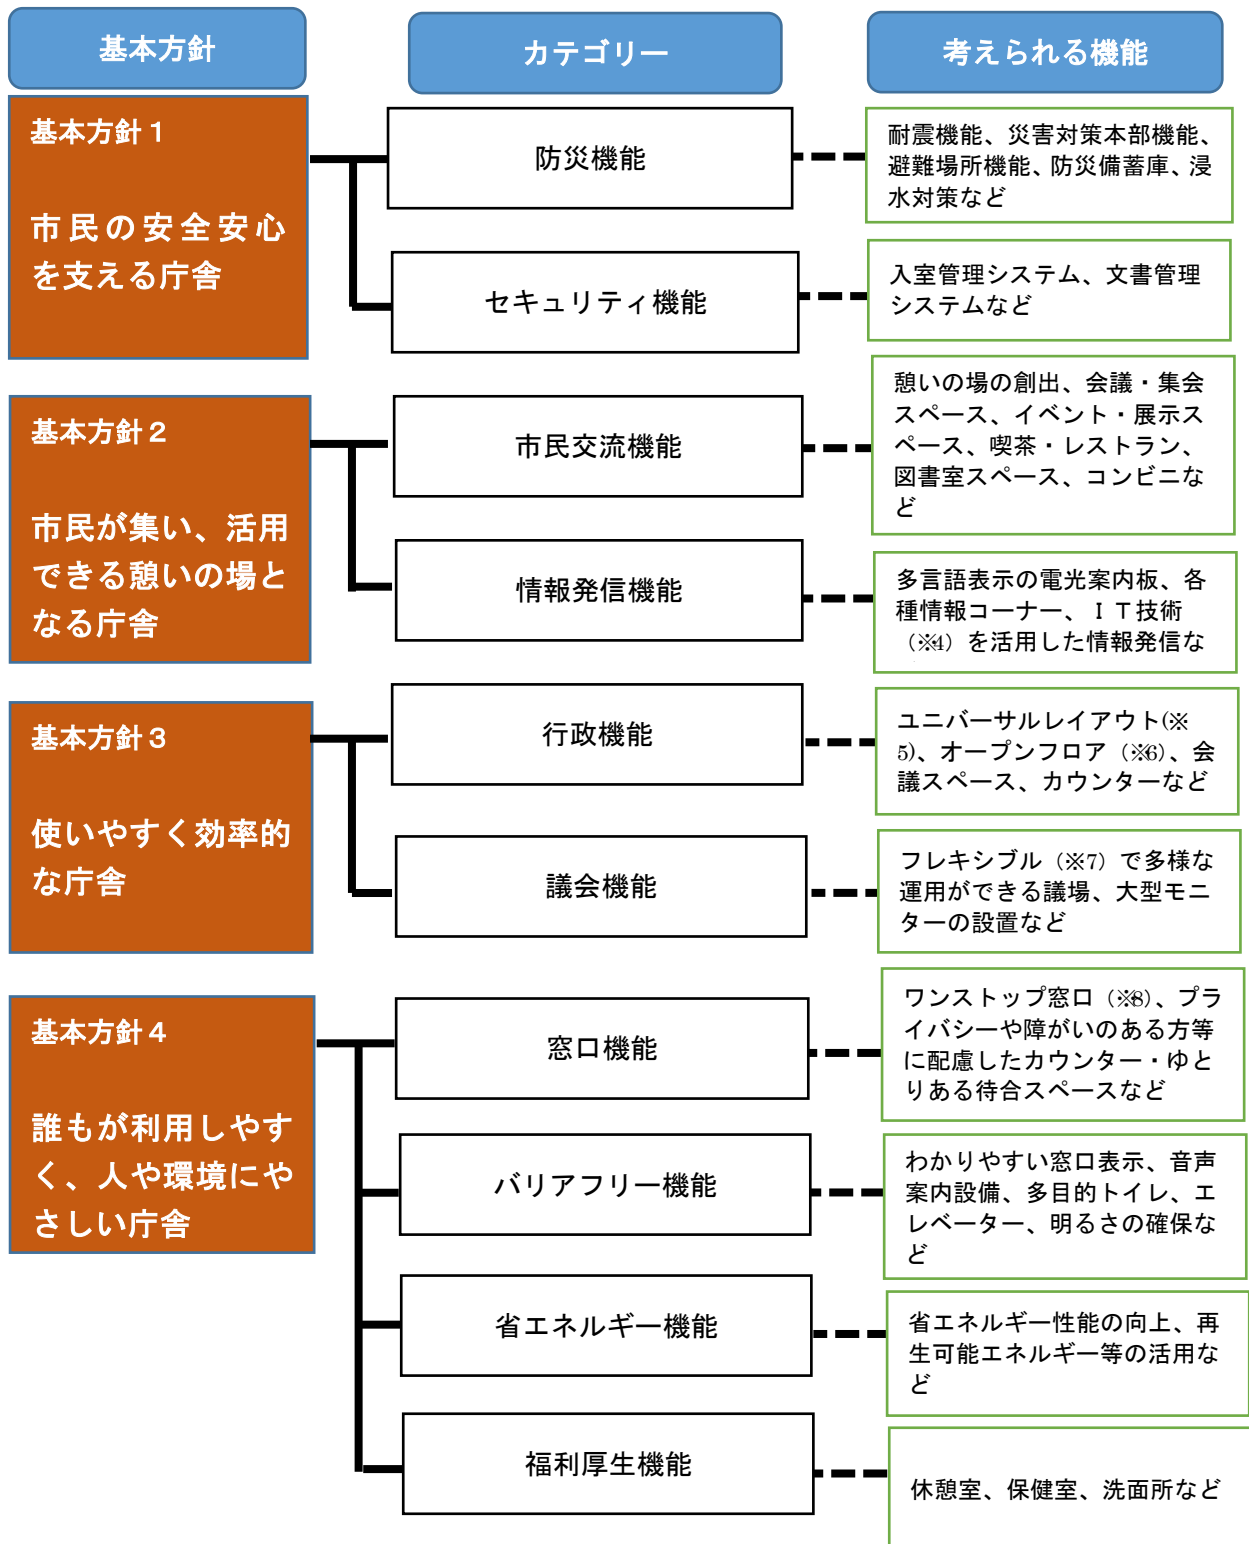 基本方針
カテゴリー
考えられる機能
基本方針１
市民の安全安心
を支える庁舎
防災機能
耐震機能、災害対策本部機能、
避難場所機能、防災備蓄庫、浸
水対策など
セキュリティ機能
入室管理システム、文書管理
システムなど
基本方針２
市民が集い、活用
できる憩いの場と
なる庁舎
市民交流機能
憩いの場の創出、会議・集会
スペース、イベント・展示ス
ペース、喫茶・レストラン、
図書室スペース、コンビニな
ど
情報発信機能
多言語表示の電光案内板、各
種情報コーナー、ＩＴ技術
（※4）を活用した情報発信な
基本方針３
使いやすく効率的
な庁舎
行政機能
ユニバーサルレイアウト(※
5)、オープンフロア（※6）、会
議スペース、カウンターなど
議会機能
フレキシブル（※7）で多様な
運用ができる議場、大型モニ
ターの設置など
基本方針４
誰もが利用しやす
く、人や環境にや
さしい庁舎
窓口機能
ワンストップ窓口（※8）、プラ
イバシーや障がいのある方等
に配慮したカウンター・ゆと
りある待合スペースなど
バリアフリー機能
わかりやすい窓口表示、音声
案内設備、多目的トイレ、エ
レベーター、明るさの確保な
ど
省エネルギー機能
省エネルギー性能の向上、再
生可能エネルギー等の活用な
ど
福利厚生機能
休憩室、保健室、洗面所など